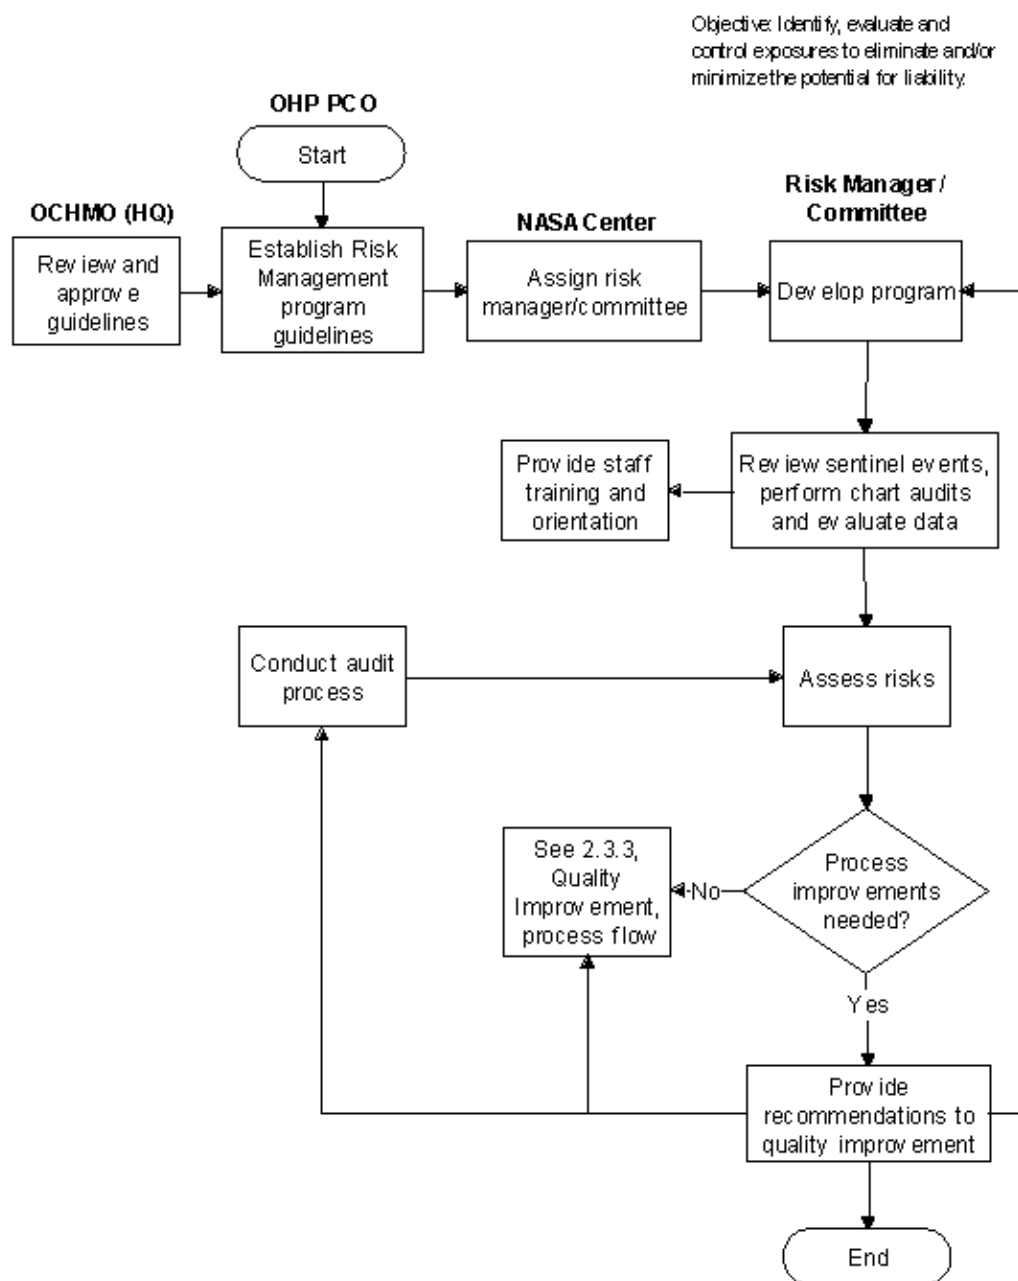 Objective: Identify, evaluate and
control exposures to eliminate and/or
minimize the potential for liability.
OHP PCO
Start
OCHMO (HQ)
Review and
approve
guidelines
Establish Risk
Management
program
guidelines
NASA Center
Assign risk
manager/committee
Risk Manager/
Committee
Develop program
Provide staff
training and
orientation
Review sentinel events,
perform chart audits
and evaluate data
Conduct audit
process
Assess risks
See 2.3.3,
Quality
Improvement,
process flow
No
Process
improvements
needed?
Yes
Provide
recommendations to
quality improvement
End